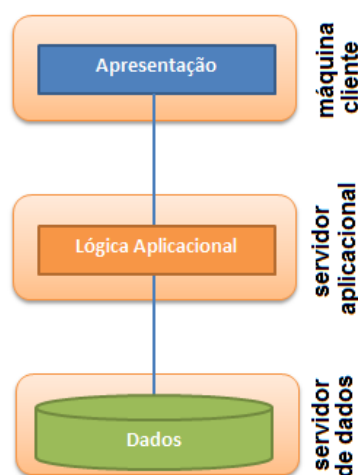 Apresentação
máquina
cliente
Lógica Aplicacional
servidor
aplicacional
Dados
servidor
de dados